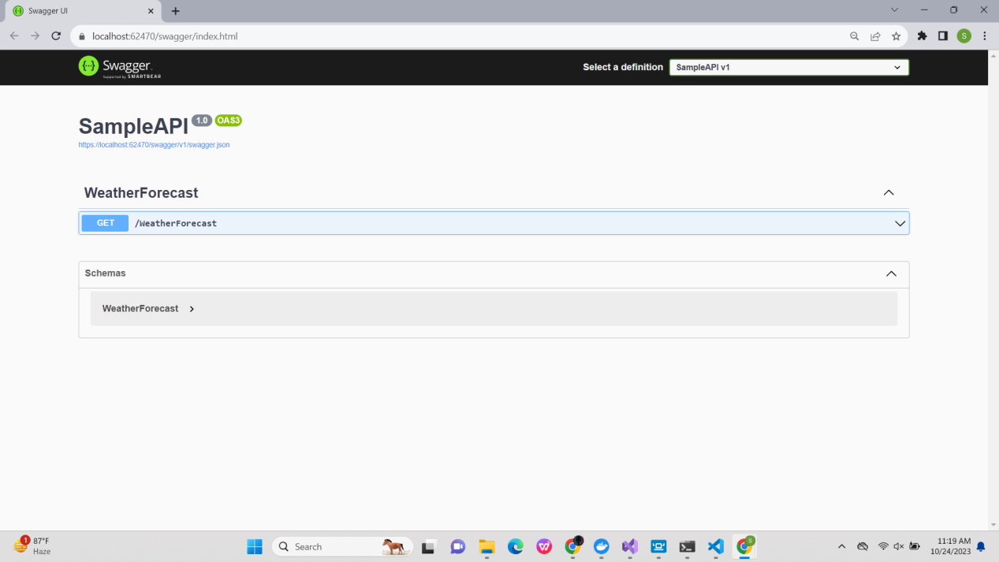 Swagger UI
localhost:62470/swagger/index.html
S
Swagger.
Supported by SMARTBEAR
Select a definition
SampleAPI v1
SampleAPI 1.0 OAS3
https://localhost:62470/swagger/v1/swagger.json
WeatherForecast
GET /WeatherForecast
Schemas
WeatherForecast
1
87°F
Haze
Search
S
11:19 AM
10/24/2023